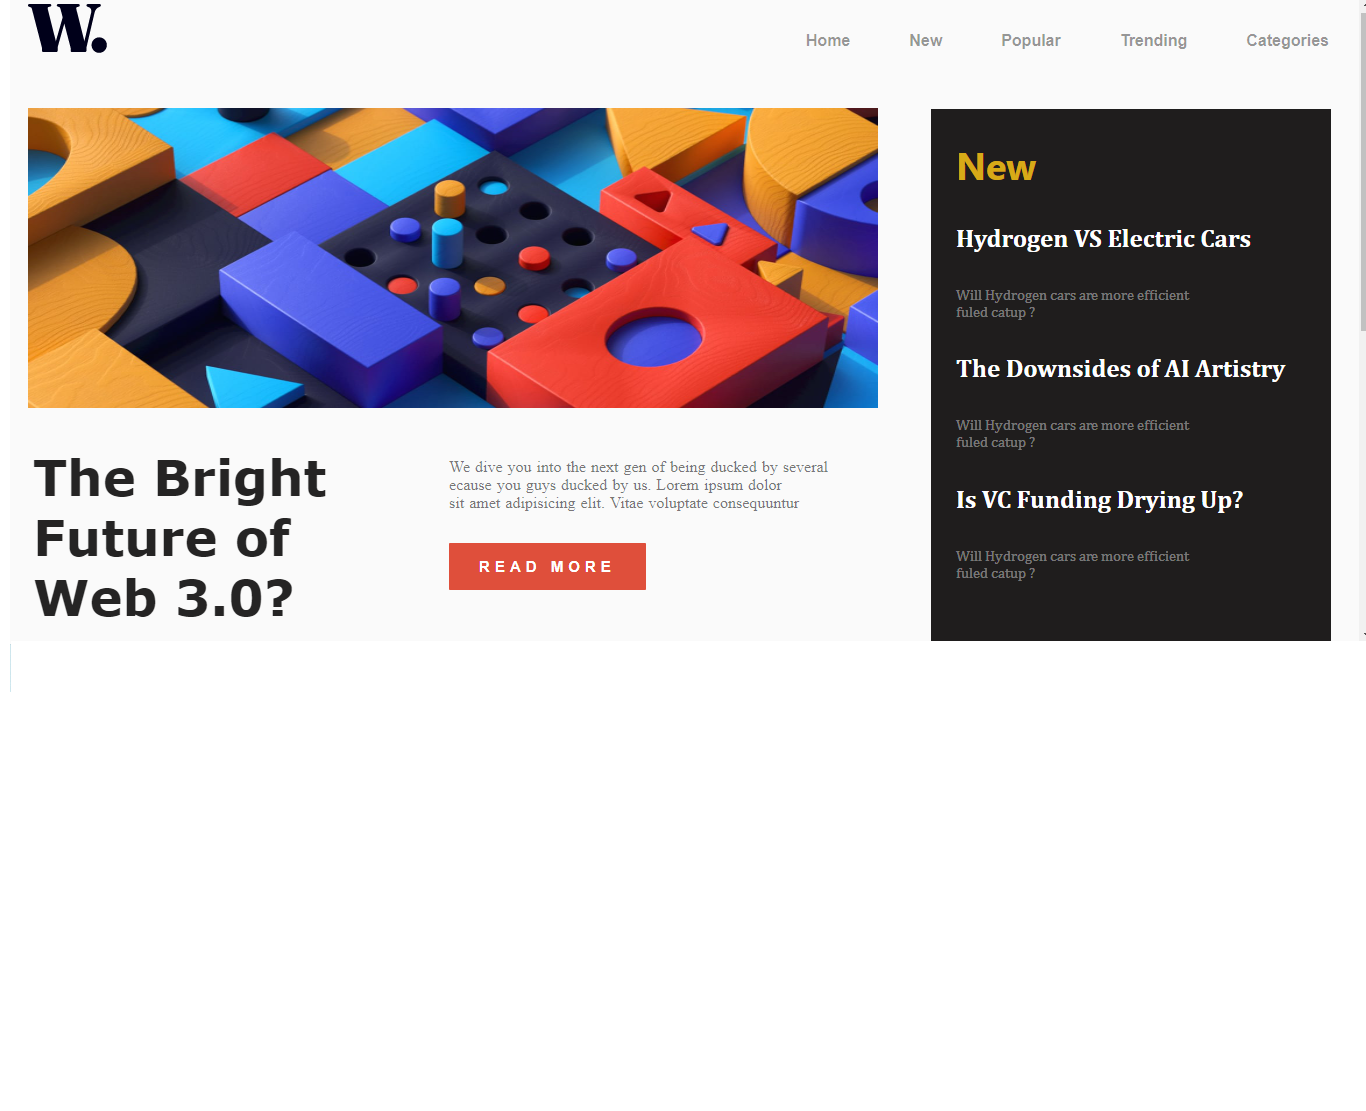 W.
Home New Popular Trending Categories
The Bright
Future of
Web 3.0?
We dive you into the next gen of being ducked by several
ecause you guys ducked by us. Lorem ipsum dolor
sit amet adipisicing elit. Vitae voluptate consequuntur
READ MORE
New
Hydrogen VS Electric Cars
Will Hydrogen cars are more efficient
fuled catup ?
The Downsides of AI Artistry
Will Hydrogen cars are more efficient
fuled catup ?
Is VC Funding Drying Up?
Will Hydrogen cars are more efficient
fuled catup ?